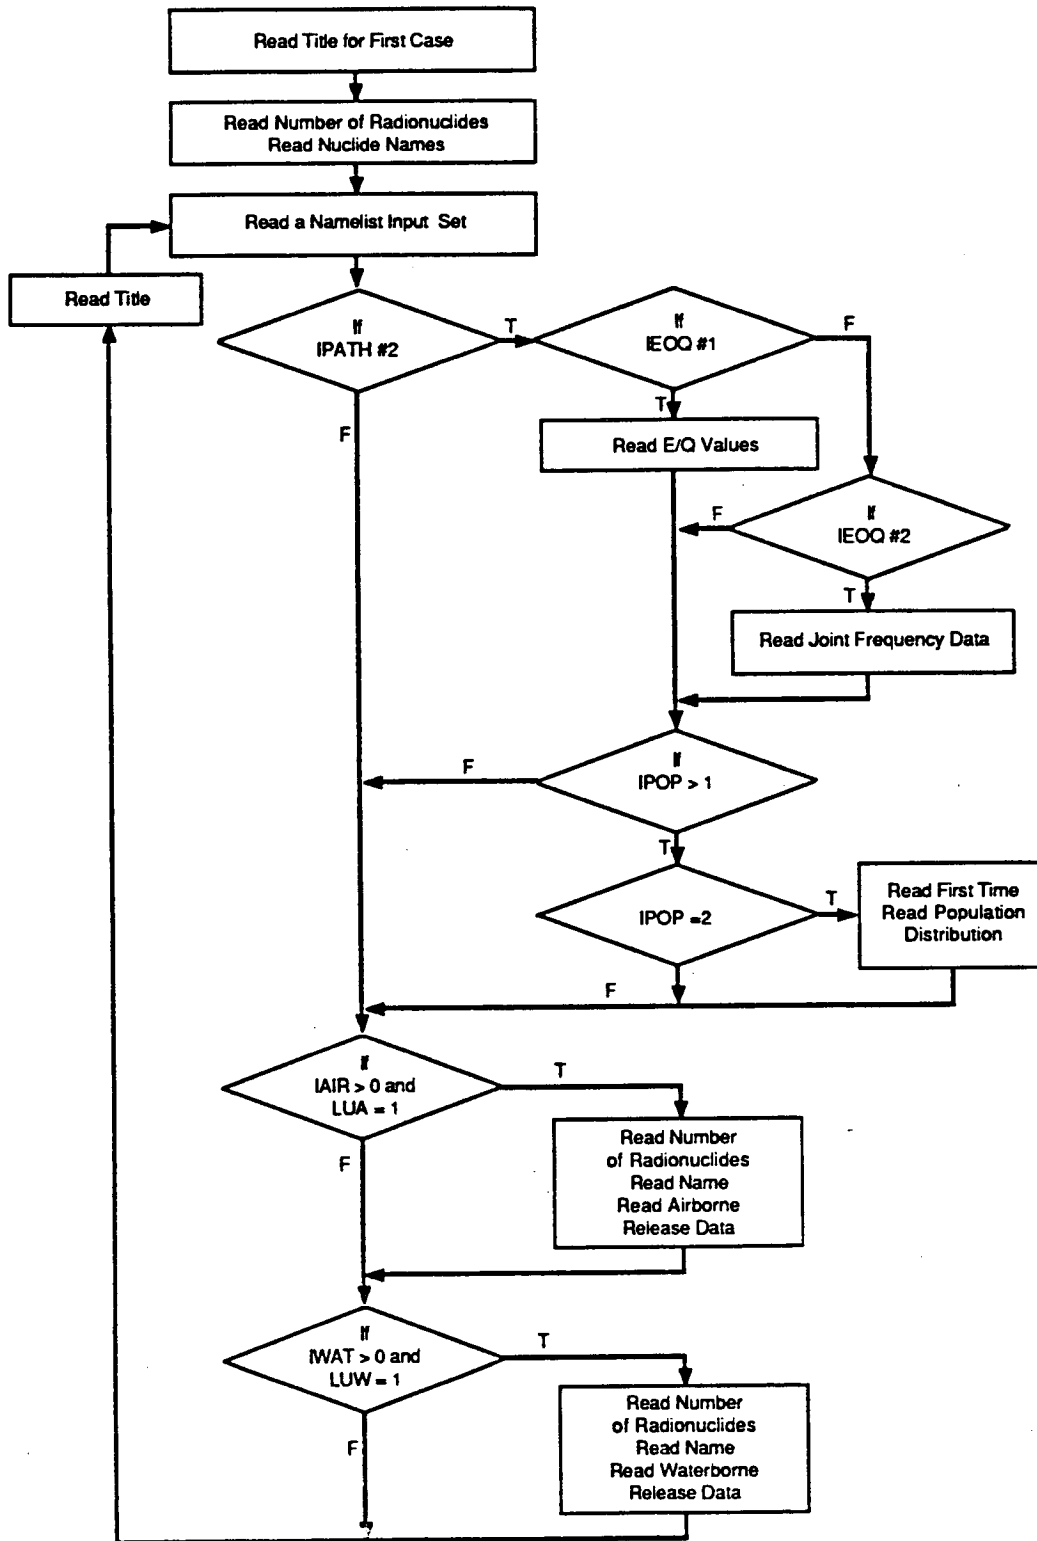 Read Title for First Case
Read Number of Radionuclides
Read Nuclide Names
Read a Namelist Input Set
Read Title
If
IPATH #2
T
If
IEOQ #1
F
T
F
Read E/Q Values
F
If
IEOQ #2
T
Read Joint Frequency Data
If
IPOP > 1
F
T
IPOP =2
T
Read First Time
Read Population
Distribution
F
If
IAIR > 0 and
LUA = 1
T
F
Read Number
of Radionuclides
Read Name
Read Airborne
Release Data
If
IWAT > 0 and
LUW = 1
T
F
Read Number
of Radionuclides
Read Name
Read Waterborne
Release Data